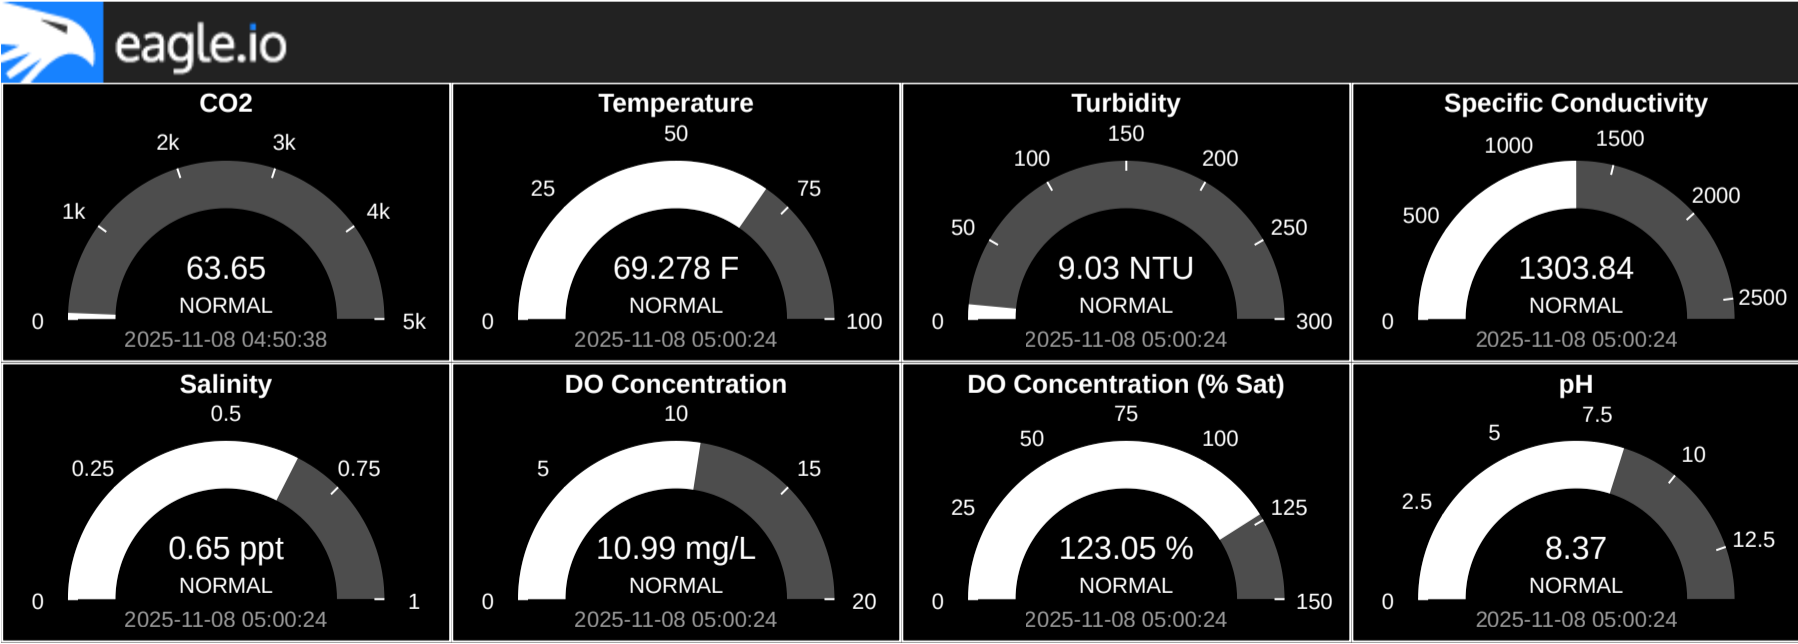 eagle.io
CO2
2k 3k
1k 4k
63.65
NORMAL
0 5k
2025-11-08 04:50:38
Temperature
50
25 75
69.278 F
NORMAL
0 100
2025-11-08 05:00:24
Turbidity
150
100 200
50 250
9.03 NTU
NORMAL
0 300
2025-11-08 05:00:24
Specific Conductivity
1000 1500
500 2000
1303.84
2500
NORMAL
0
2025-11-08 05:00:24
Salinity
0.5
0.25 0.75
0.65 ppt
NORMAL
0 1
2025-11-08 05:00:24
DO Concentration
10
5 15
10.99 mg/L
NORMAL
0 20
2025-11-08 05:00:24
DO Concentration (% Sat)
75
50 100
25 125
123.05 %
NORMAL
0 150
2025-11-08 05:00:24
pH
7.5
5 10
2.5 12.5
8.37
NORMAL
0
2025-11-08 05:00:24